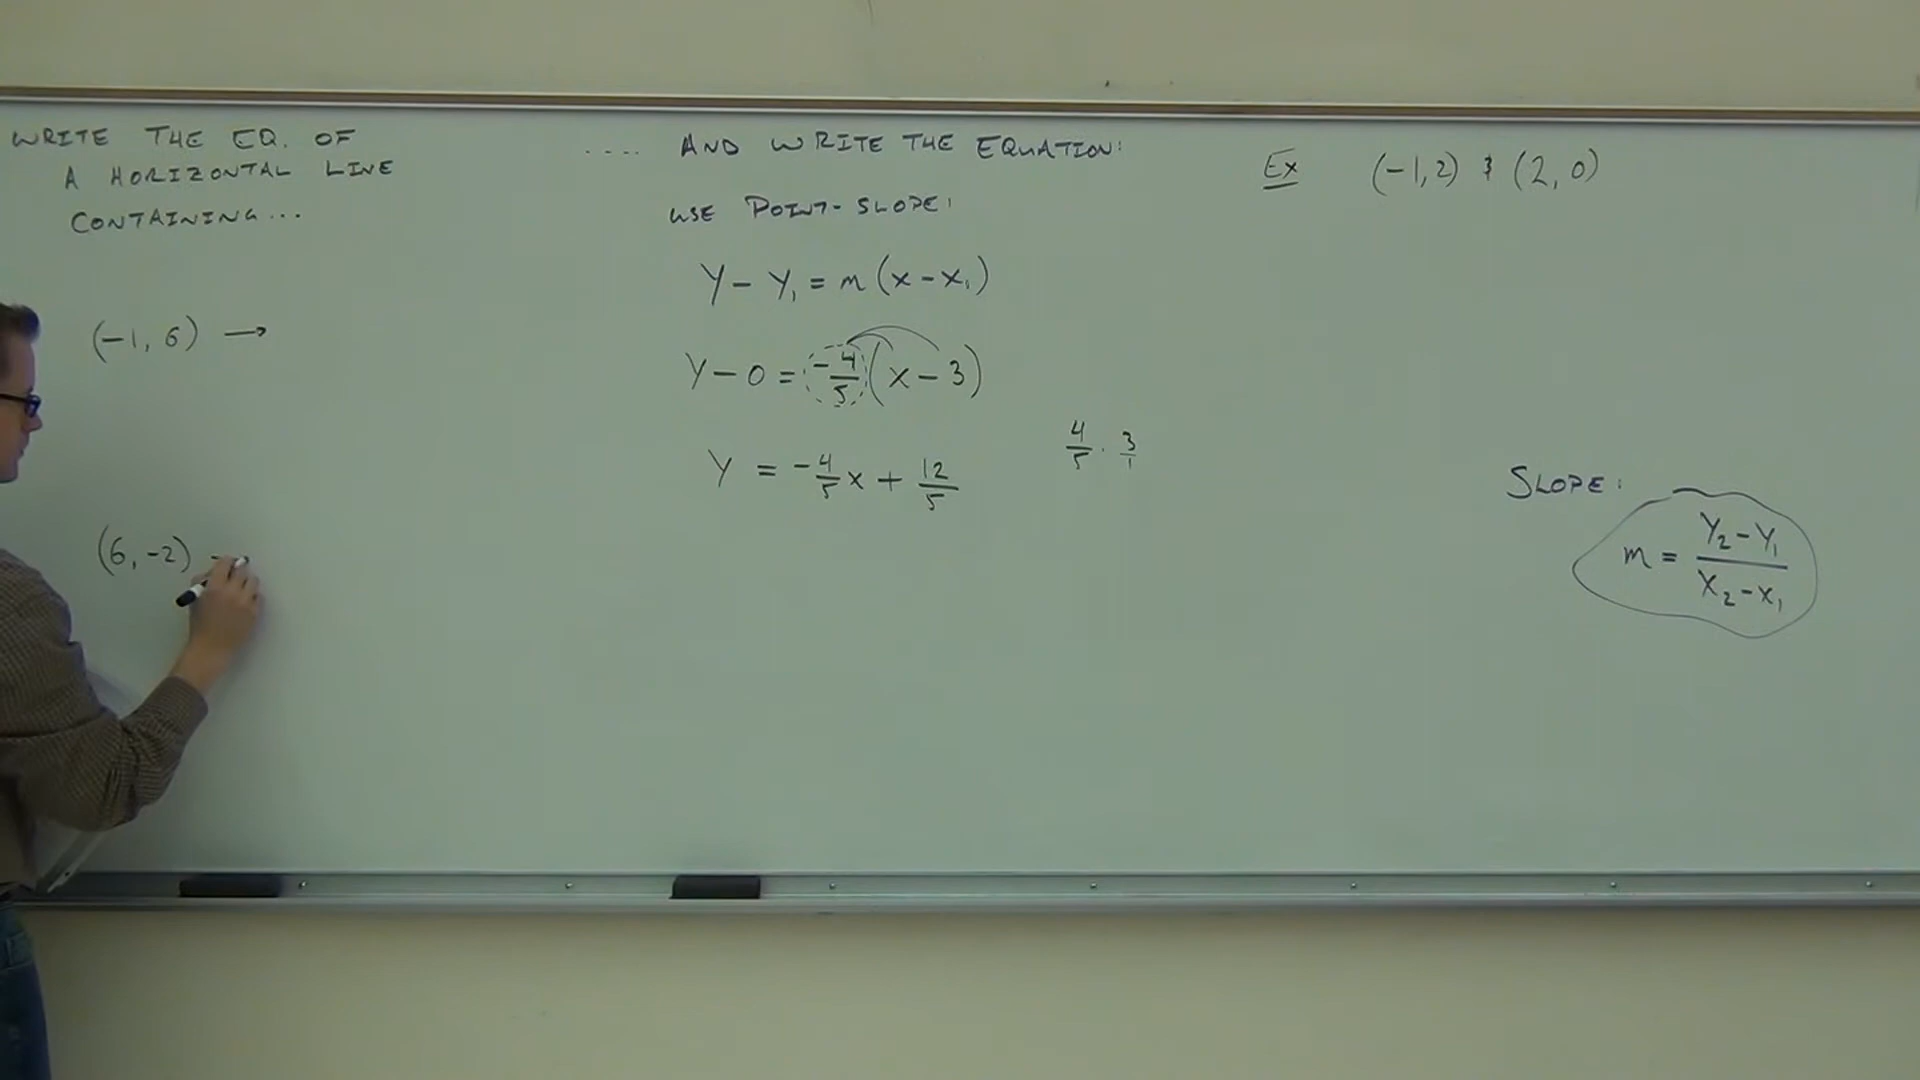 WRITE THE EQ. OF
A HORIZONTAL LINE
CONTAINING...
(-1, 6) →
(6, -2)
.... AND WRITE THE EQUATION:
USE POINT-SLOPE:
Y - Y₁ = m (x - x₁)
Y - 0 = -4/5 (x - 3)
Y = -4/5 x + 12/5
4/5 · 3/1
Ex (-1, 2) & (2, 0)
SLOPE:
m = Y₂ - Y₁ / X₂ - X₁